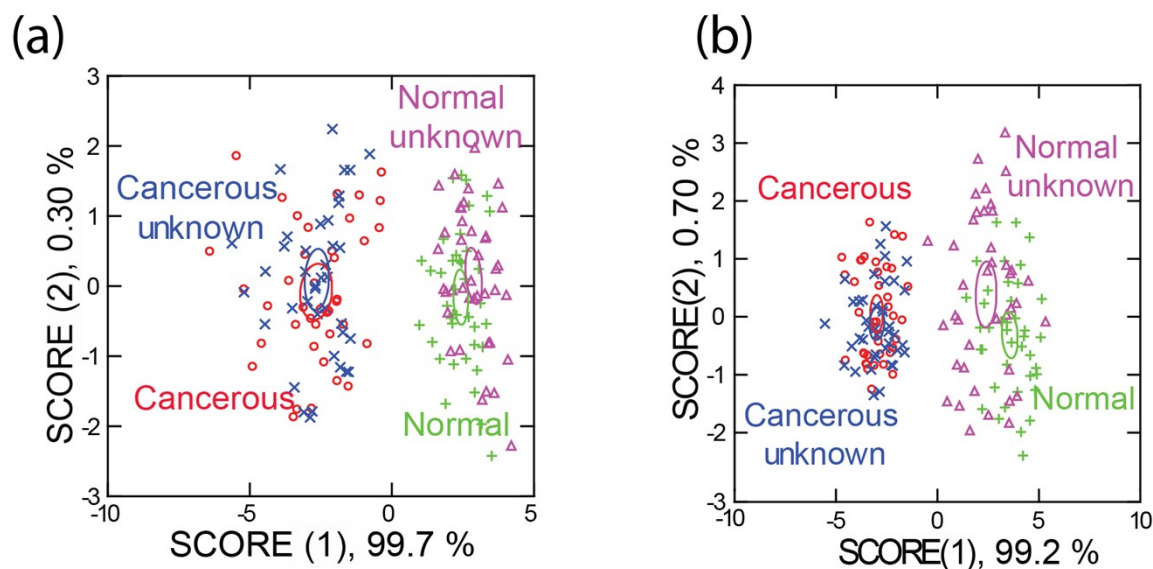 (a)
3
2
1
0
-1
-2
-3
SCORE (2), 0.30 %
Normal
unknown
Cancerous
unknown
Cancerous
Normal
-10
-5
0
5
SCORE (1), 99.7 %
(b)
4
3
2
1
0
-1
-2
-3
SCORE(2), 0.70 %
Cancerous
Normal
unknown
Cancerous
unknown
Normal
-10
-5
0
5
10
SCORE(1), 99.2 %